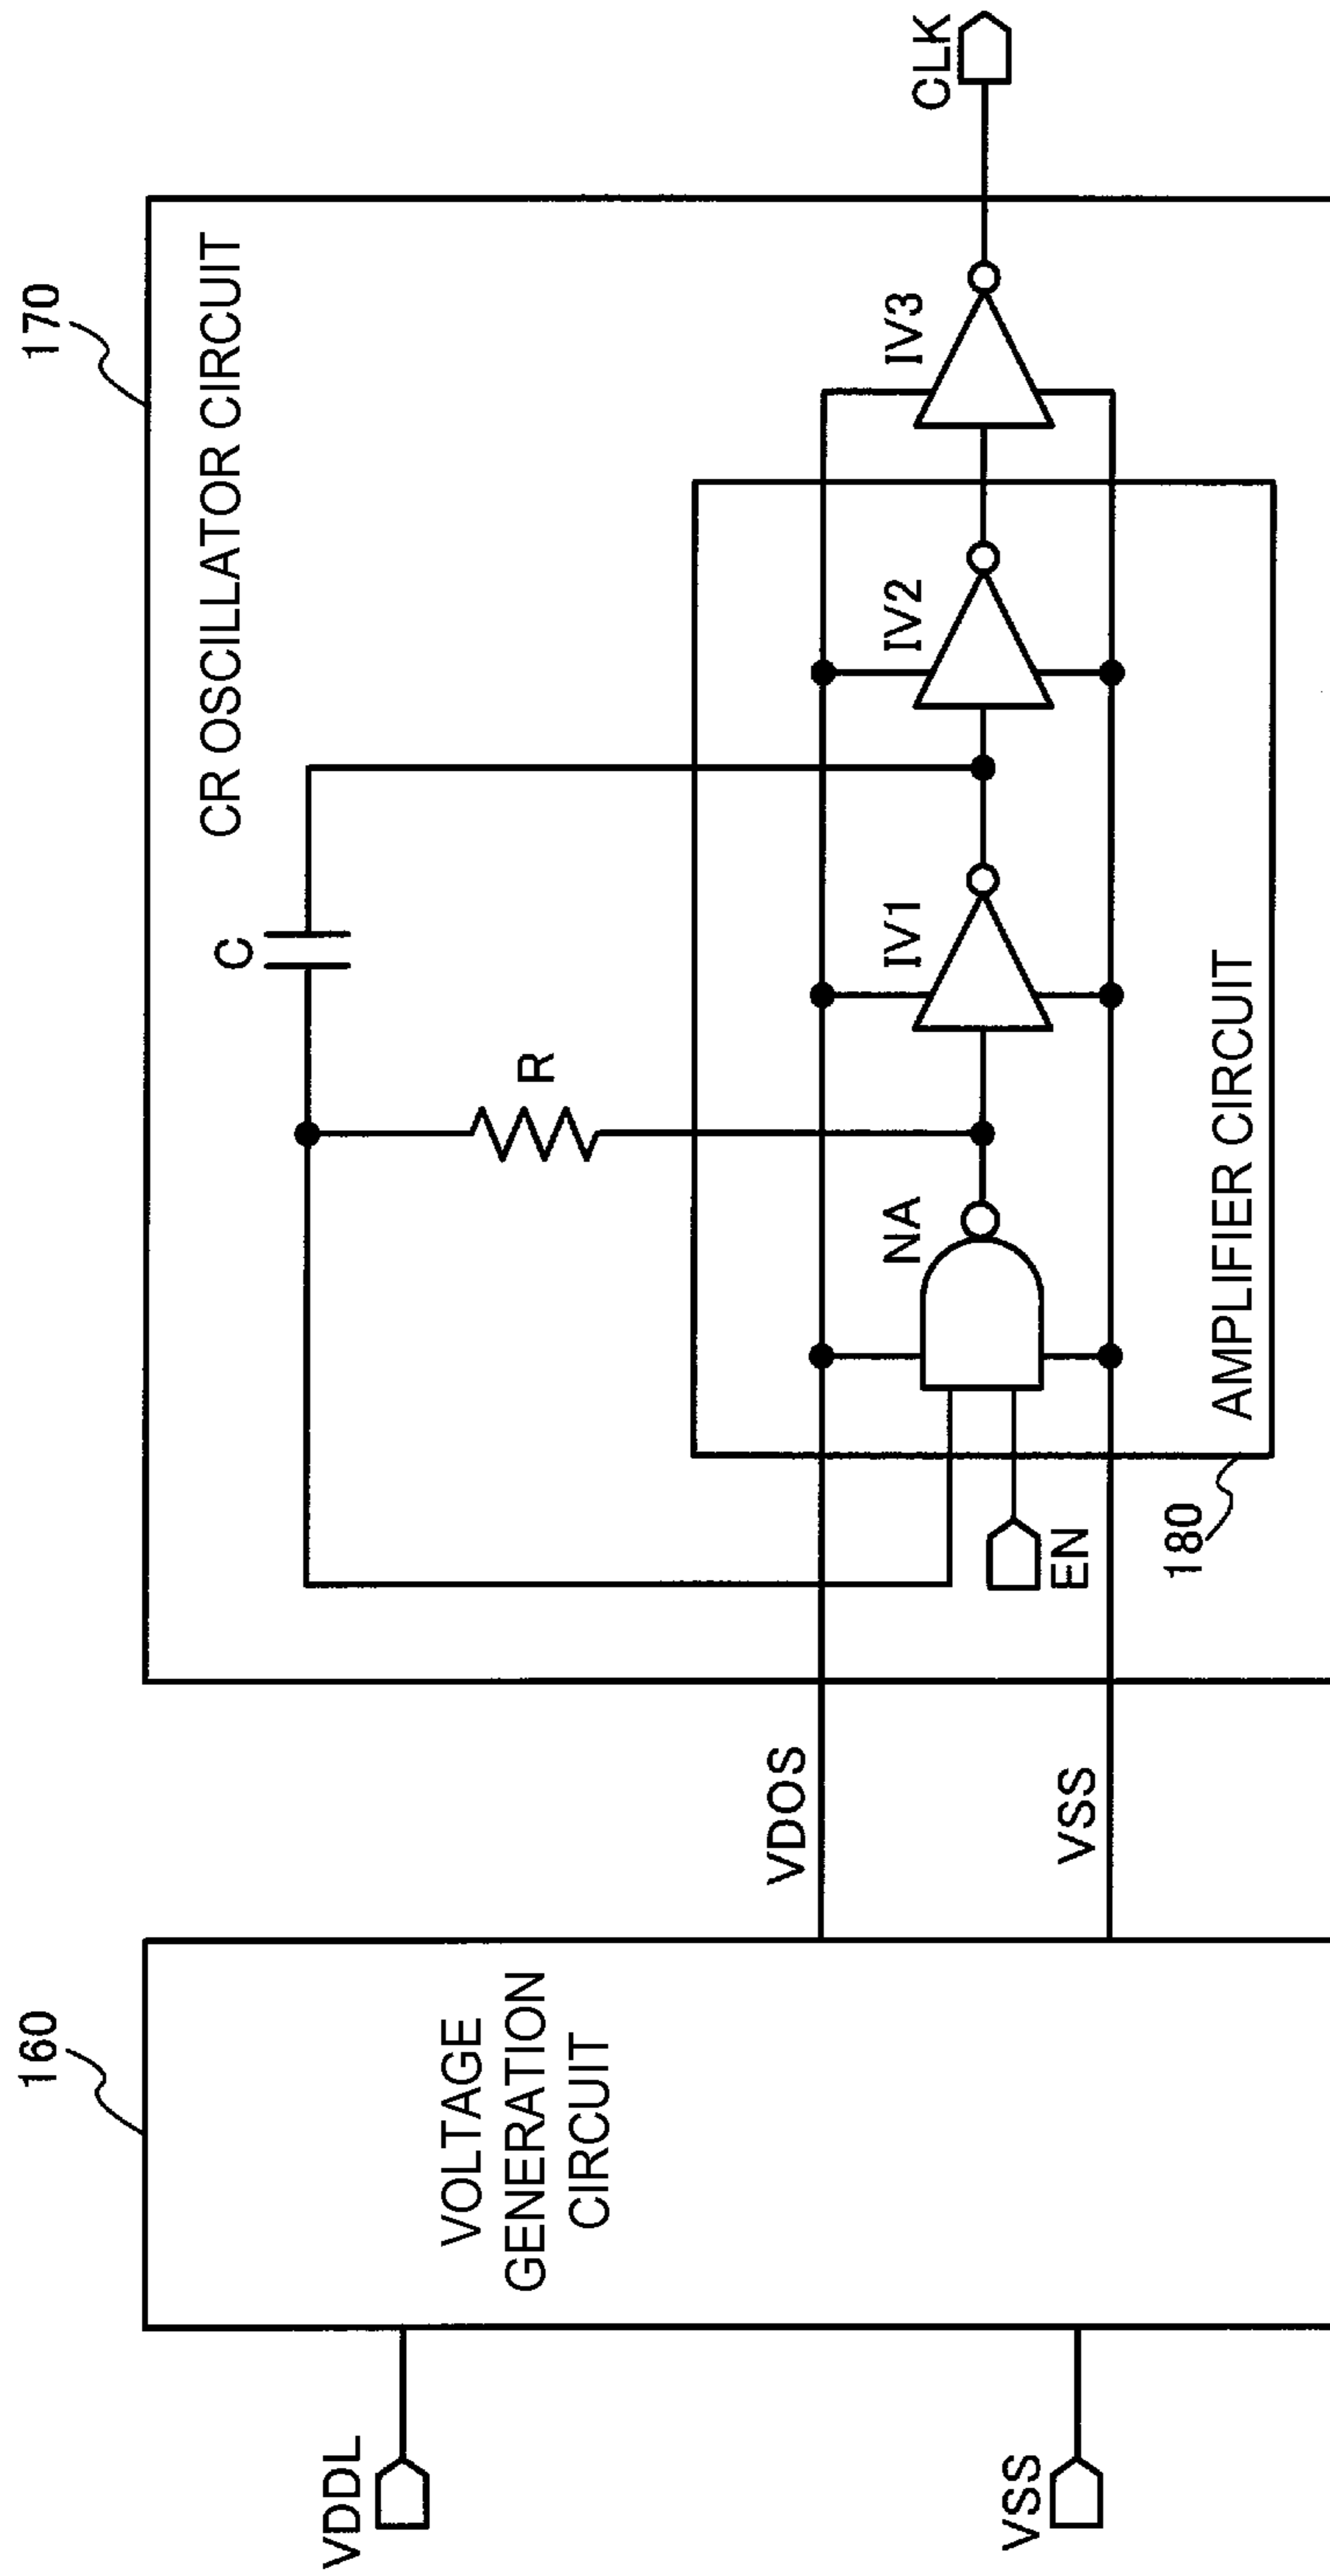 160
170
VOLTAGE
GENERATION
CIRCUIT
CR OSCILLATOR CIRCUIT
VDDL
VSS
VDOS
VSS
C
R
NA
IV1
IV2
IV3
CLK
EN
180
AMPLIFIER CIRCUIT